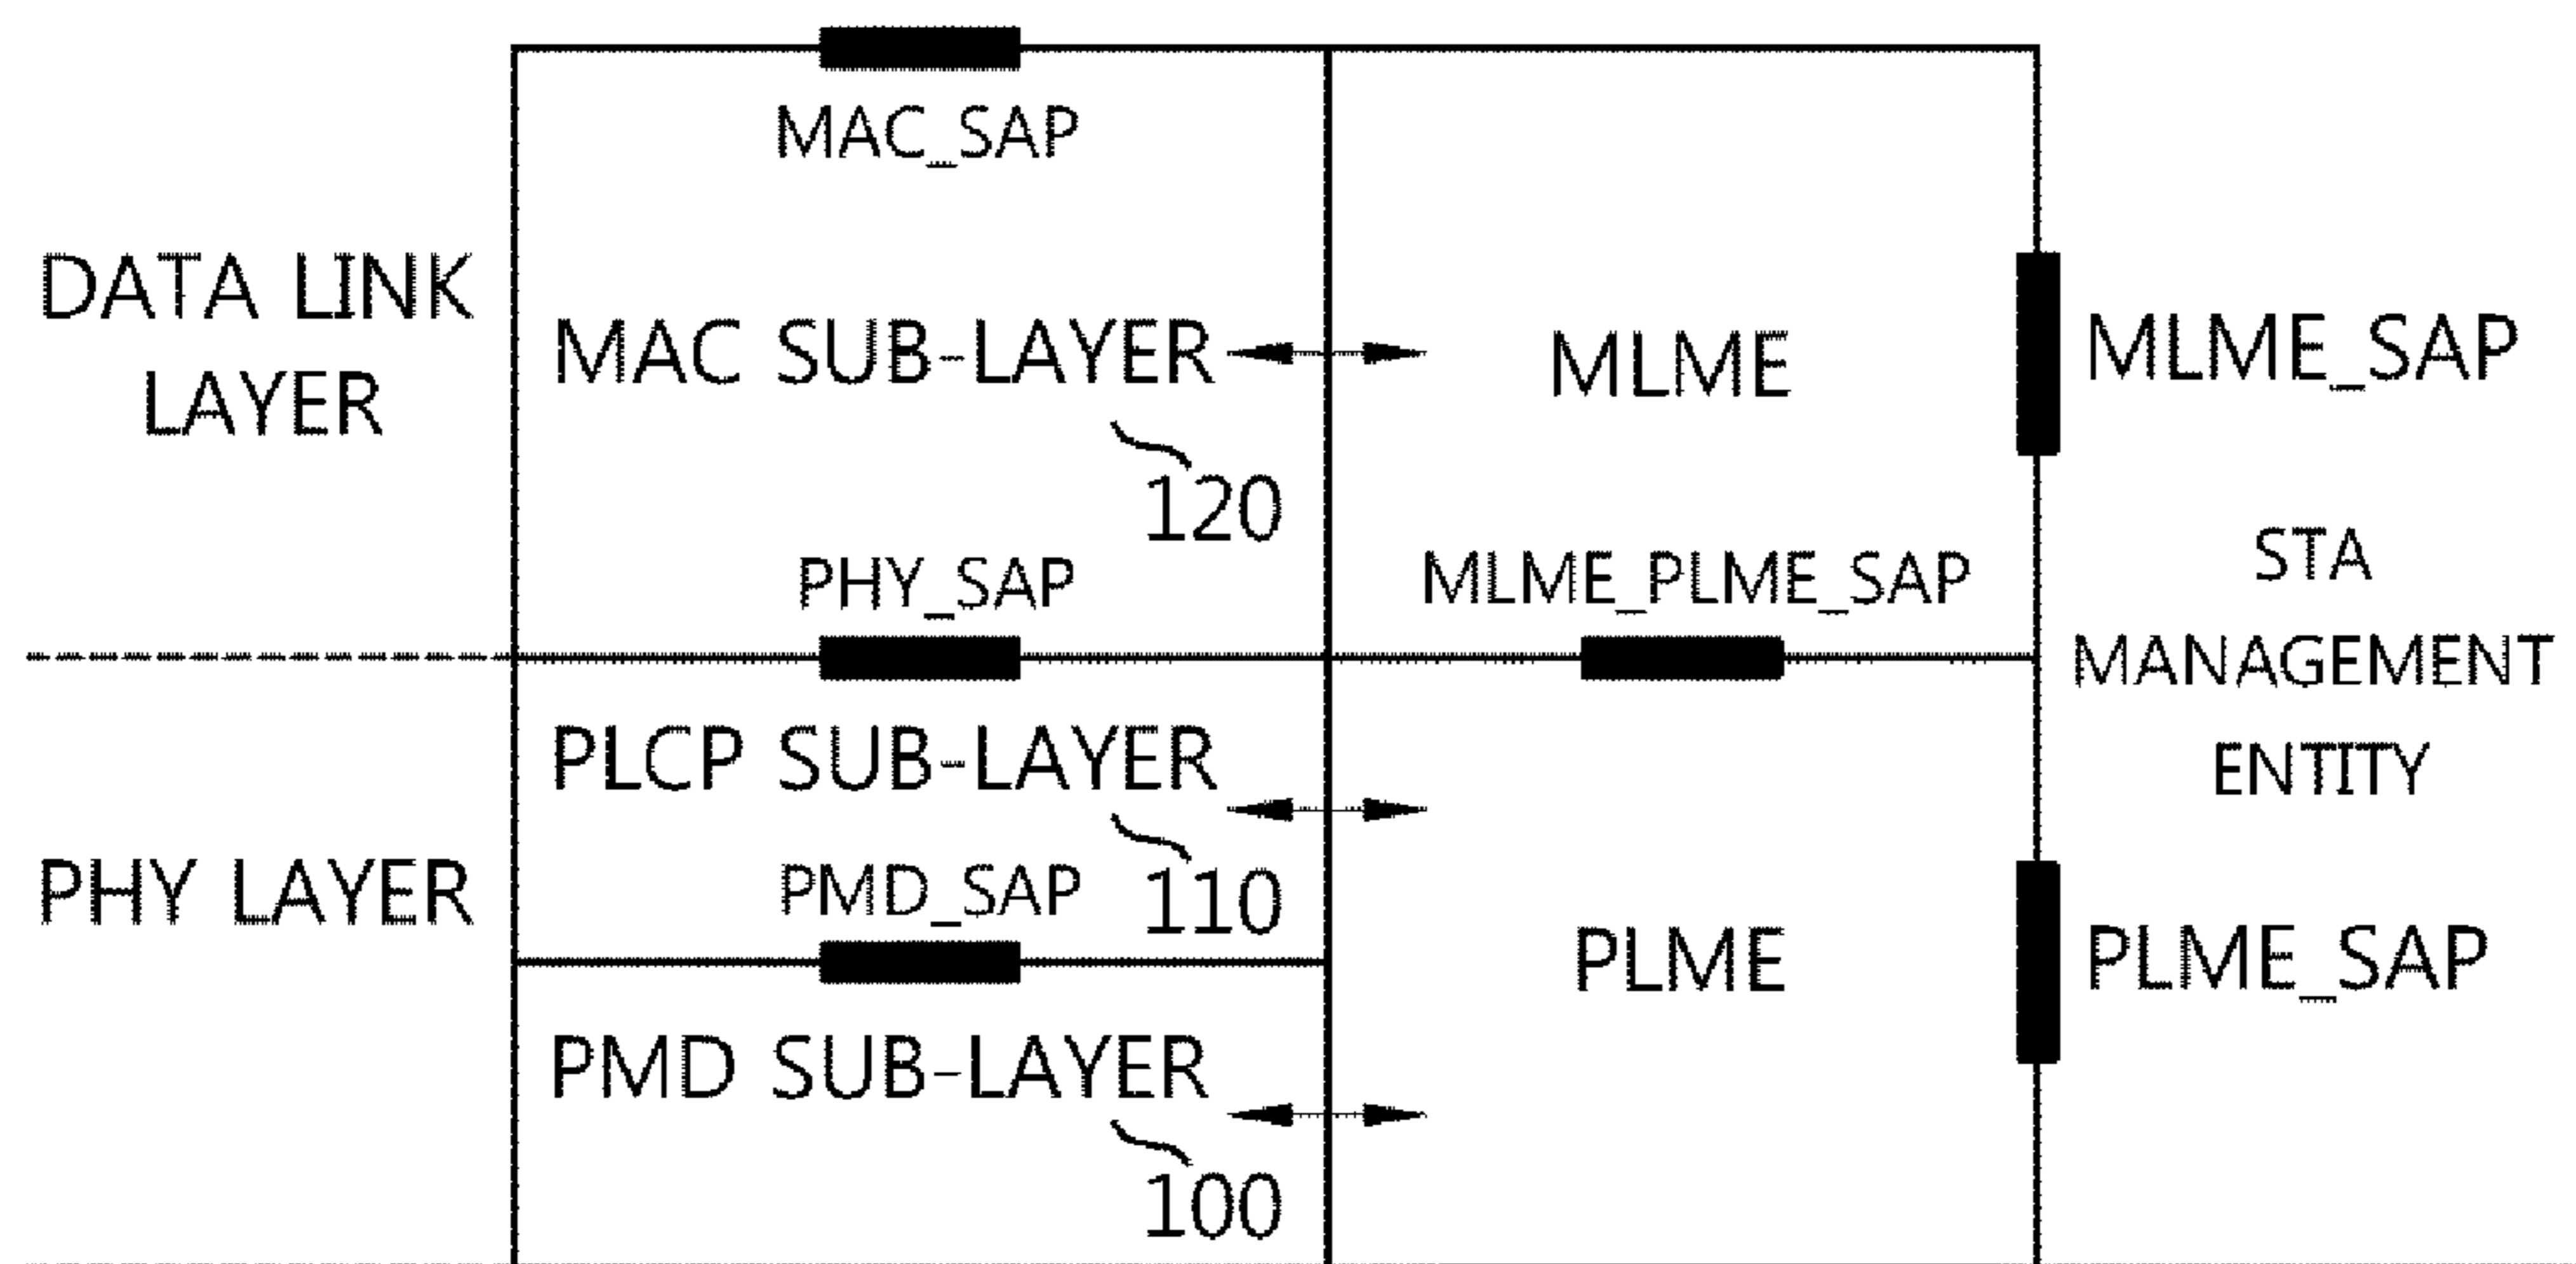 MAC_SAP
DATA LINK
LAYER
MAC SUB-LAYER
120
MLME
MLME_SAP
PHY_SAP
MLME_PLME_SAP
STA
MANAGEMENT
ENTITY
PHY LAYER
PLCP SUB-LAYER
110
PMD_SAP
PMD SUB-LAYER
100
PLME
PLME_SAP